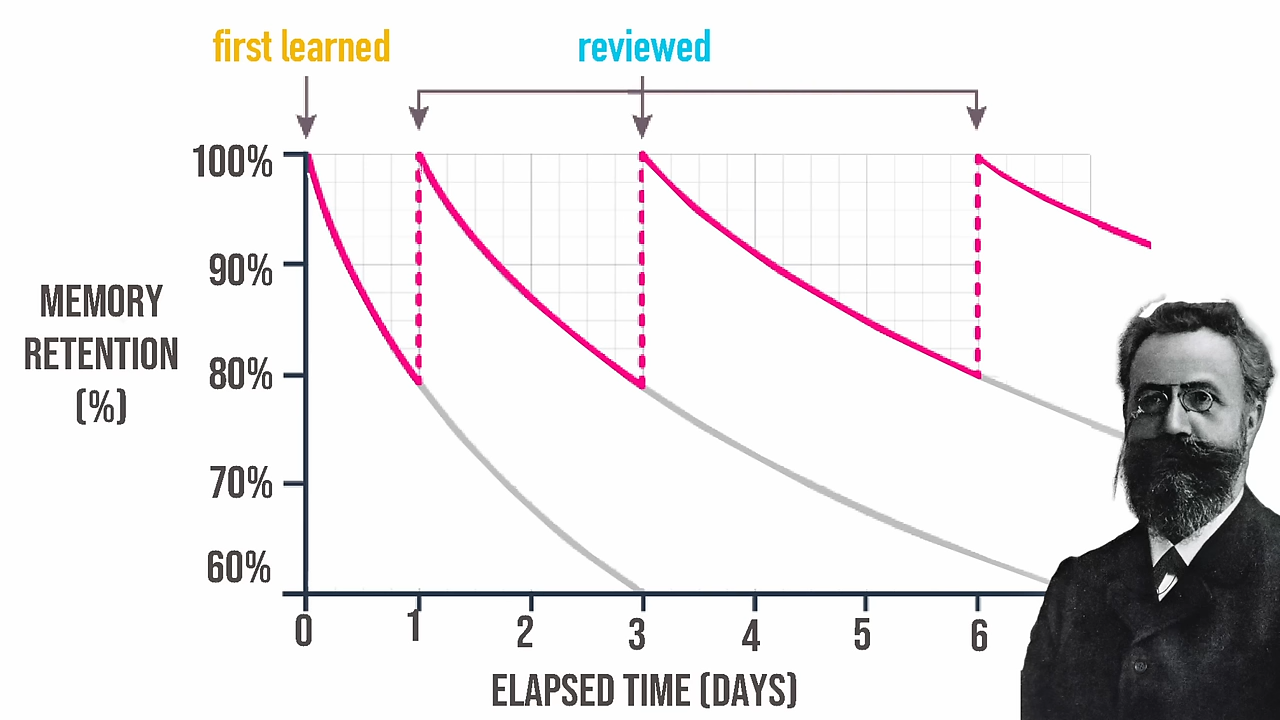 first learned
reviewed
100%
90%
80%
70%
60%
MEMORY
RETENTION
(%)
0 1 2 3 4 5 6
ELAPSED TIME (DAYS)